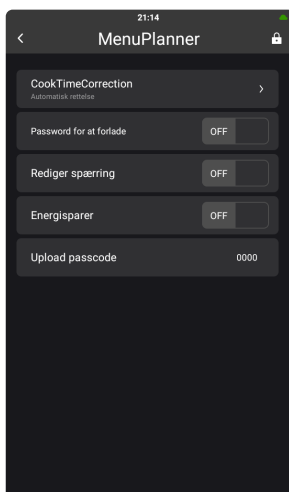 21:14
MenuPlanner
CookTimeCorrection
Automatisk rettelse
Password for at forlade OFF
Rediger spærring OFF
Energisparer OFF
Upload passcode 0000